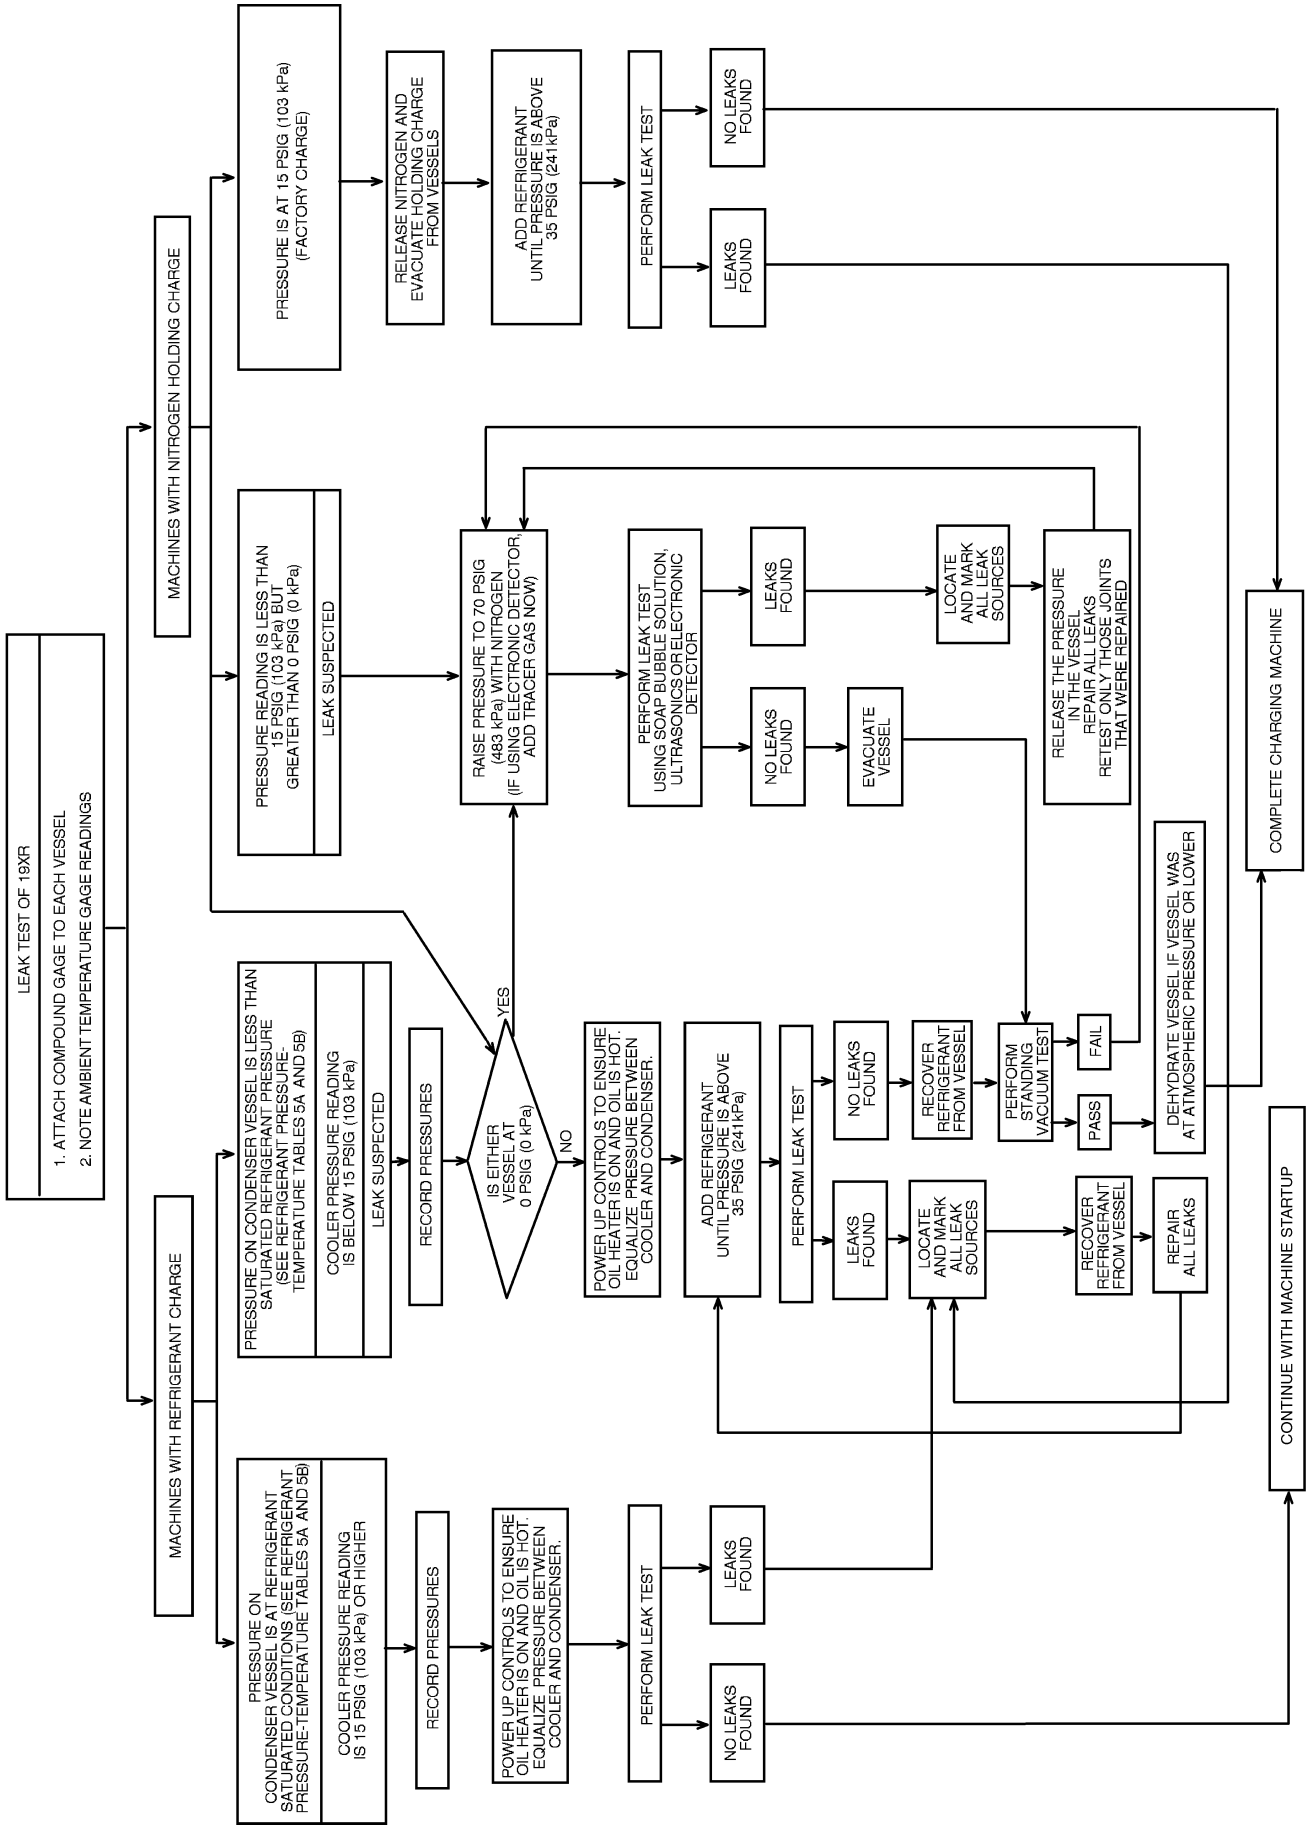 LEAK TEST OF 19XR
1. ATTACH COMPOUND GAGE TO EACH VESSEL
2. NOTE AMBIENT TEMPERATURE GAGE READINGS
MACHINES WITH REFRIGERANT CHARGE
MACHINES WITH NITROGEN HOLDING CHARGE
PRESSURE ON
CONDENSER VESSEL IS AT REFRIGERANT
SATURATED CONDITIONS (SEE REFRIGERANT
PRESSURE-TEMPERATURE TABLES 5A AND 5B)
COOLER PRESSURE READING
IS 15 PSIG (103 kPa) OR HIGHER
RECORD PRESSURES
POWER UP CONTROLS TO ENSURE
OIL HEATER IS ON AND OIL IS HOT.
EQUALIZE PRESSURE BETWEEN
COOLER AND CONDENSER.
PERFORM LEAK TEST
NO LEAKS
FOUND
LEAKS
FOUND
PRESSURE ON CONDENSER VESSEL IS LESS THAN
SATURATED REFRIGERANT PRESSURE
(SEE REFRIGERANT PRESSURE-
TEMPERATURE TABLES 5A AND 5B)
COOLER PRESSURE READING
IS BELOW 15 PSIG (103 kPa)
LEAK SUSPECTED
RECORD PRESSURES
IS EITHER
VESSEL AT
0 PSIG (0 kPa)
YES
NO
POWER UP CONTROLS TO ENSURE
OIL HEATER IS ON AND OIL IS HOT.
EQUALIZE PRESSURE BETWEEN
COOLER AND CONDENSER.
ADD REFRIGERANT
UNTIL PRESSURE IS ABOVE
35 PSIG (241kPa)
PERFORM LEAK TEST
LEAKS
FOUND
NO LEAKS
FOUND
LOCATE
AND MARK
ALL LEAK
SOURCES
RECOVER
REFRIGERANT
FROM VESSEL
RECOVER
REFRIGERANT
FROM VESSEL
REPAIR
ALL LEAKS
PERFORM
STANDING
VACUUM TEST
PASS
FAIL
DEHYDRATE VESSEL IF VESSEL WAS
AT ATMOSPHERIC PRESSURE OR LOWER
PRESSURE READING IS LESS THAN
15 PSIG (103 kPa) BUT
GREATER THAN 0 PSIG (0 kPa)
LEAK SUSPECTED
RAISE PRESSURE TO 70 PSIG
(483 kPa) WITH NITROGEN
(IF USING ELECTRONIC DETECTOR,
ADD TRACER GAS NOW)
PERFORM LEAK TEST
USING SOAP BUBBLE SOLUTION,
ULTRASONICS OR ELECTRONIC
DETECTOR
NO LEAKS
FOUND
LEAKS
FOUND
EVACUATE
VESSEL
LOCATE
AND MARK
ALL LEAK
SOURCES
RELEASE THE PRESSURE
IN THE VESSEL
REPAIR ALL LEAKS
RETEST ONLY THOSE JOINTS
THAT WERE REPAIRED
PRESSURE IS AT 15 PSIG (103 kPa)
(FACTORY CHARGE)
RELEASE NITROGEN AND
EVACUATE HOLDING CHARGE
FROM VESSELS
ADD REFRIGERANT
UNTIL PRESSURE IS ABOVE
35 PSIG (241kPa)
PERFORM LEAK TEST
LEAKS
FOUND
NO LEAKS
FOUND
CONTINUE WITH MACHINE STARTUP
COMPLETE CHARGING MACHINE